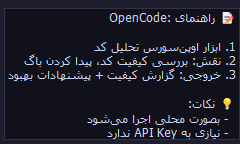 📝 راهنمای OpenCode:
1. ابزار اوپن‌سورس تحلیل کد
2. نقش: بررسی کیفیت کد، پیدا کردن باگ
3. خروجی: گزارش کیفیت + پیشنهادات بهبود
💡 نکات:
- بصورت محلی اجرا می‌شود
- نیازی به API Key ندارد